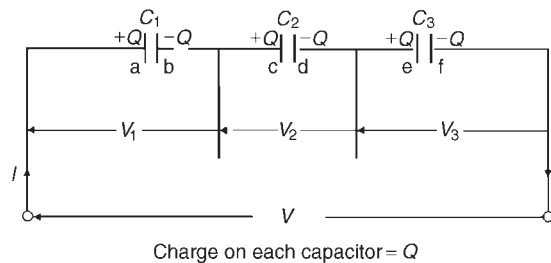 C1 C2 C3
+Q −Q +Q −Q +Q −Q
a b c d e f
V1 V2 V3
I
V
Charge on each capacitor = Q